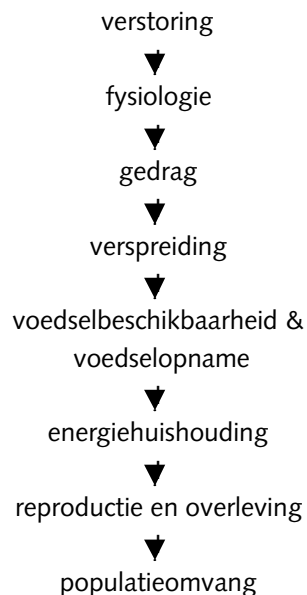 verstoring
fysiologie
gedrag
verspreiding
voedselbeschikbaarheid &
voedselopname
energiehuishouding
reproductie en overleving
populatieomvang